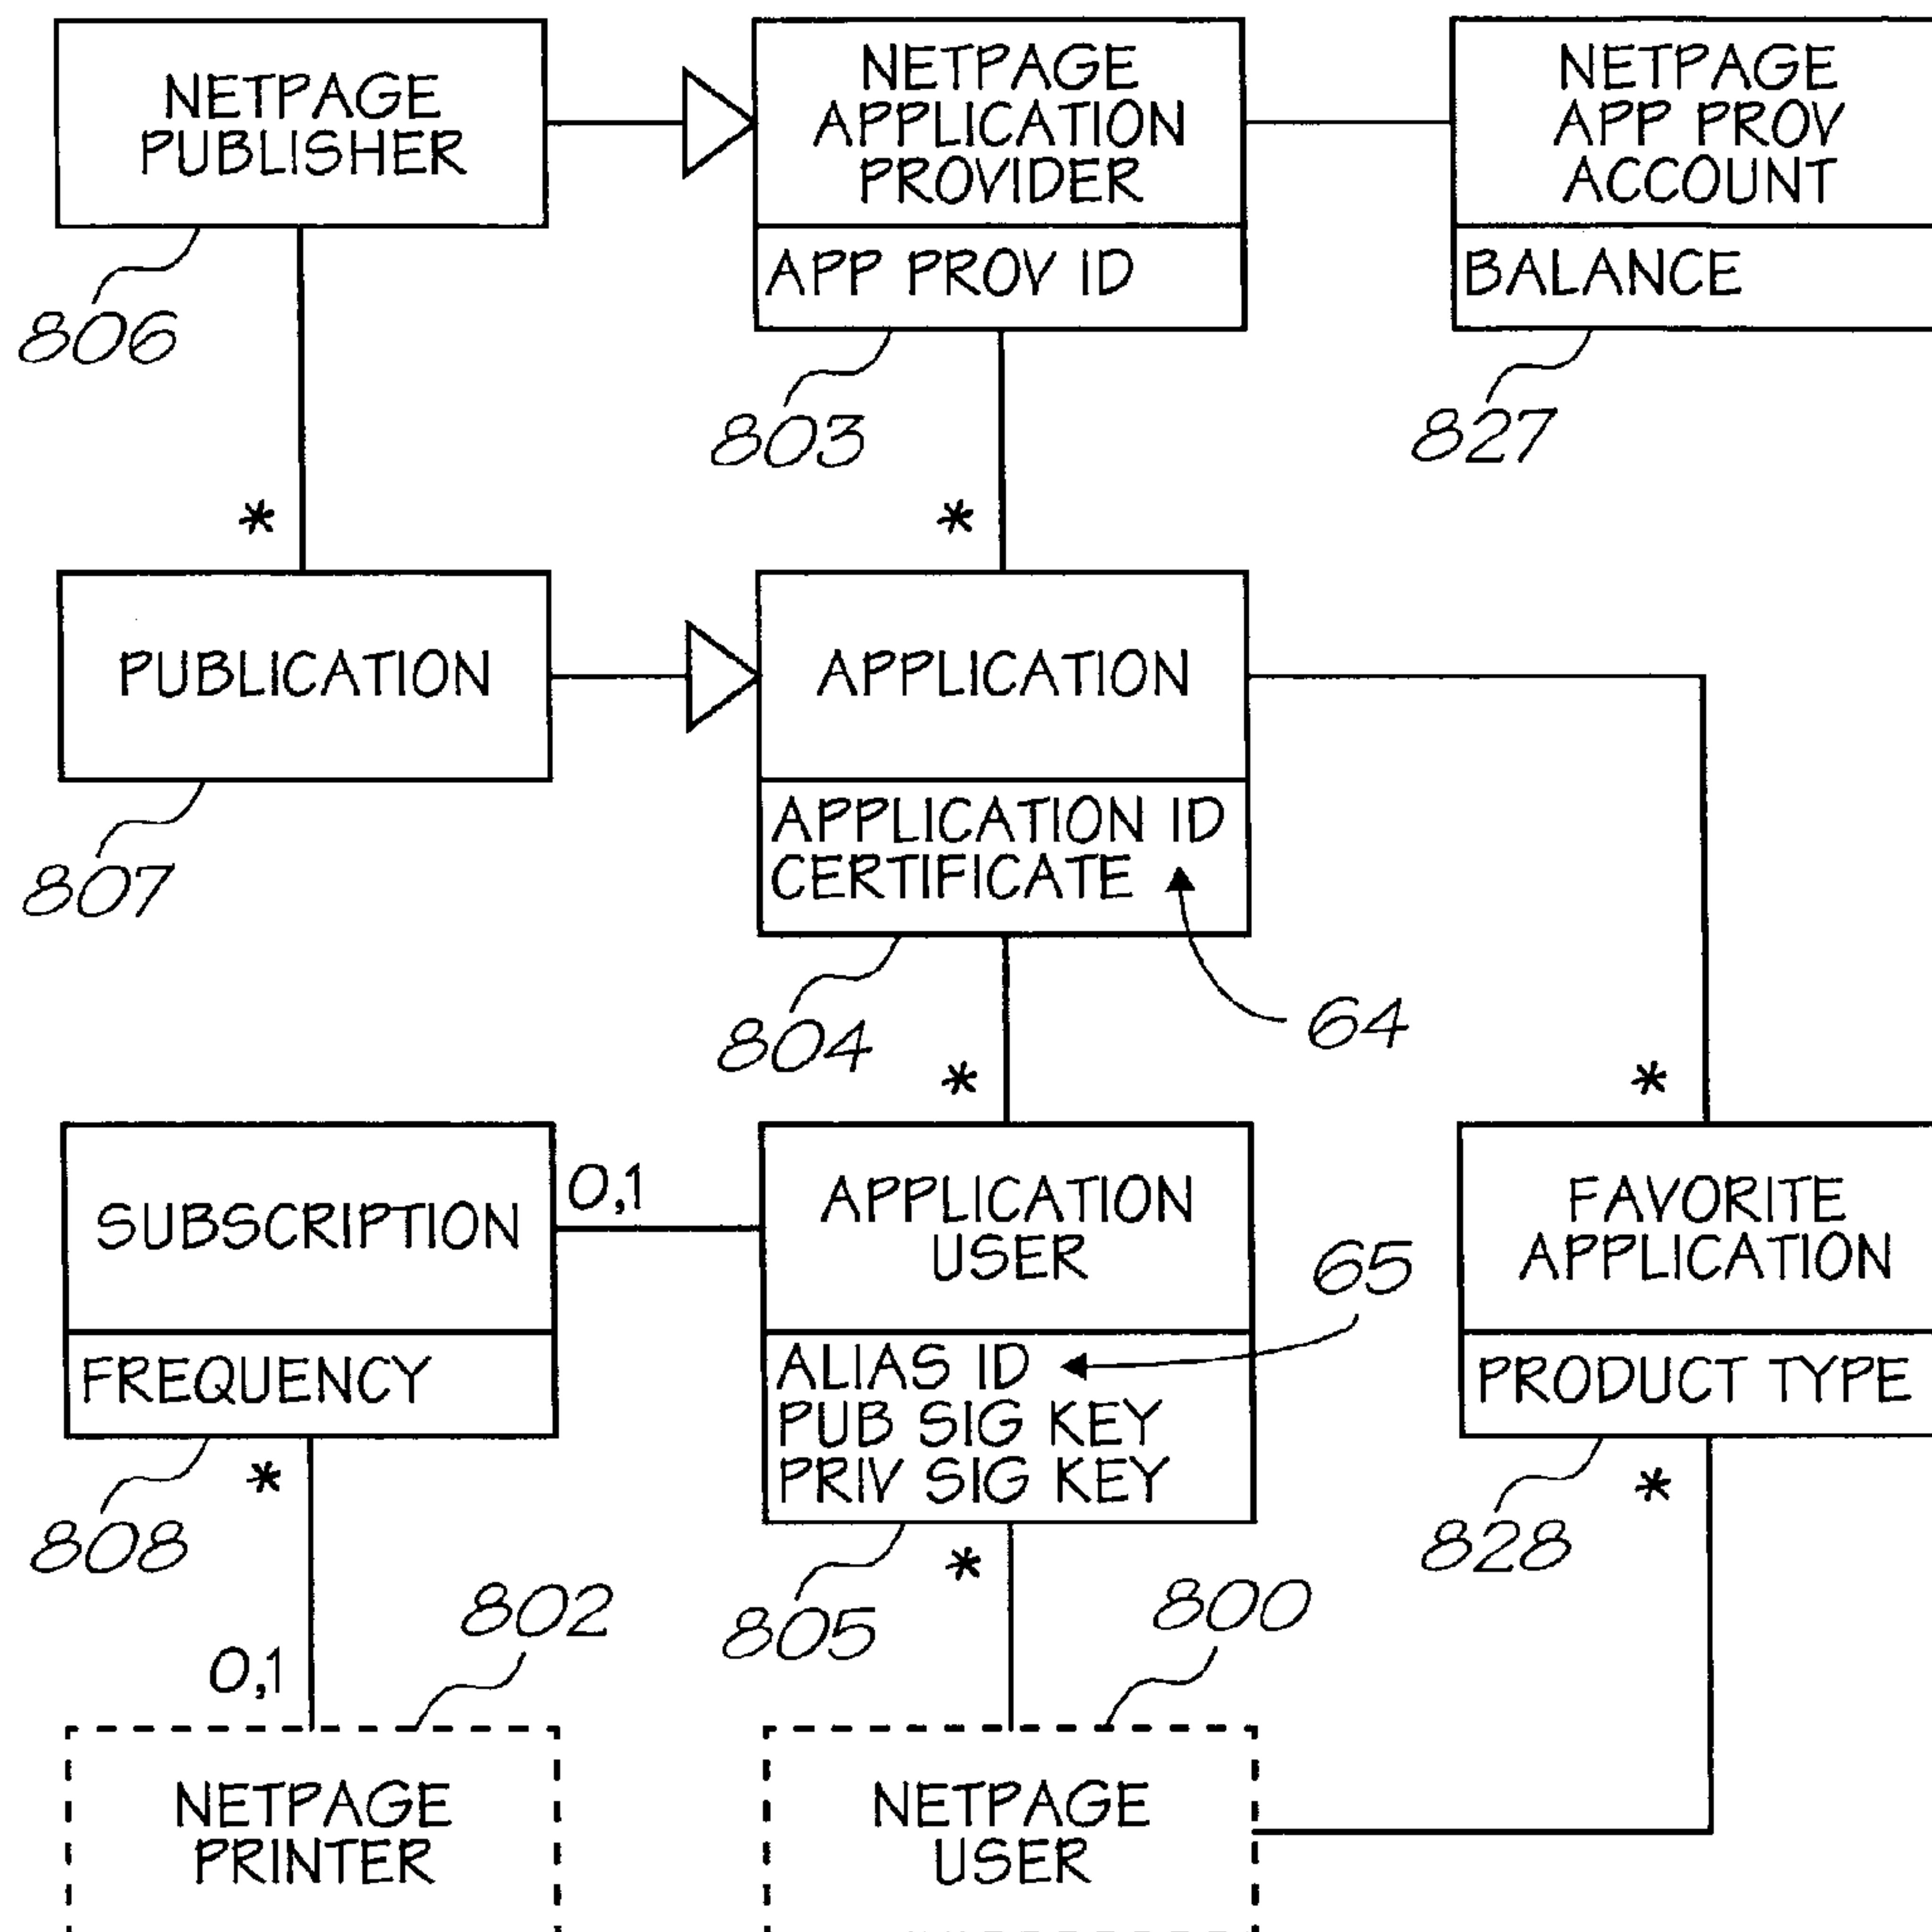 NETPAGE
PUBLISHER
NETPAGE
APPLICATION
PROVIDER
APP PROV ID
NETPAGE
APP PROV
ACCOUNT
BALANCE
806
803
827
*
*
PUBLICATION
APPLICATION
APPLICATION ID
CERTIFICATE
807
804
64
*
*
SUBSCRIPTION
FREQUENCY
0,1
APPLICATION
USER
ALIAS ID
PUB SIG KEY
PRIV SIG KEY
65
FAVORITE
APPLICATION
PRODUCT TYPE
808
*
802
805
*
800
828
*
0,1
NETPAGE
PRINTER
NETPAGE
USER